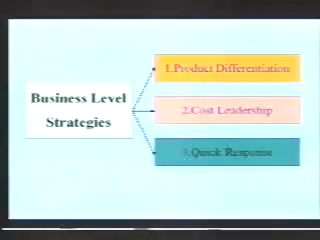 Business Level
Strategies
1.Product Differentiation
2.Cost Leadership
3.Quick Response